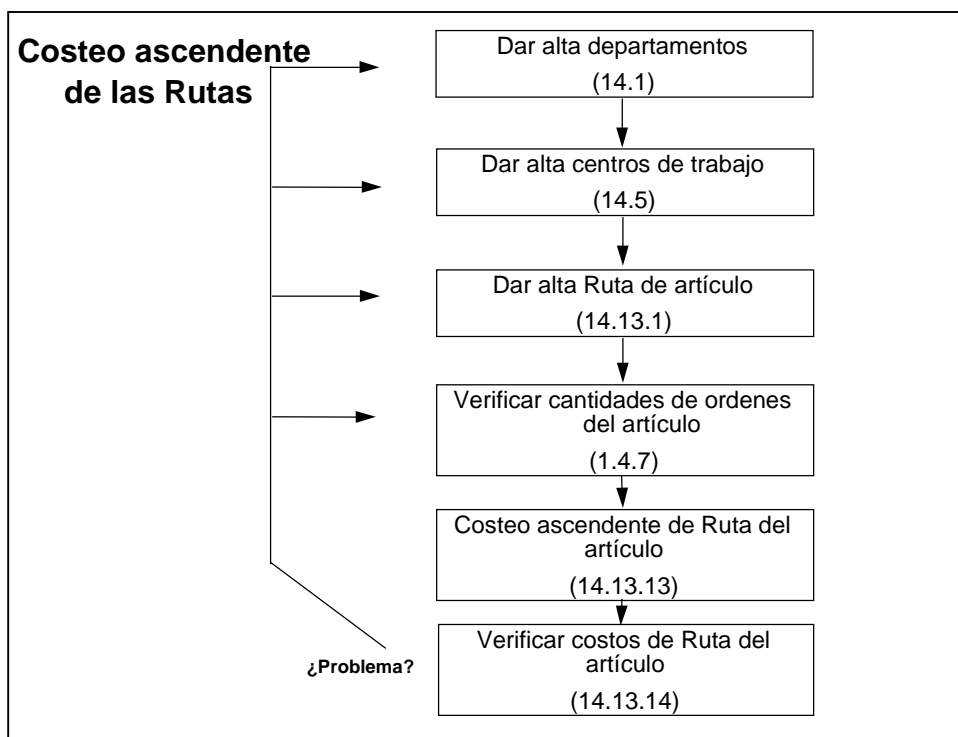 Costeo ascendente
de las Rutas
Dar alta departamentos
(14.1)
Dar alta centros de trabajo
(14.5)
Dar alta Ruta de artículo
(14.13.1)
Verificar cantidades de ordenes
del artículo
(1.4.7)
Costeo ascendente de Ruta del
artículo
(14.13.13)
Verificar costos de Ruta del
artículo
(14.13.14)
¿Problema?